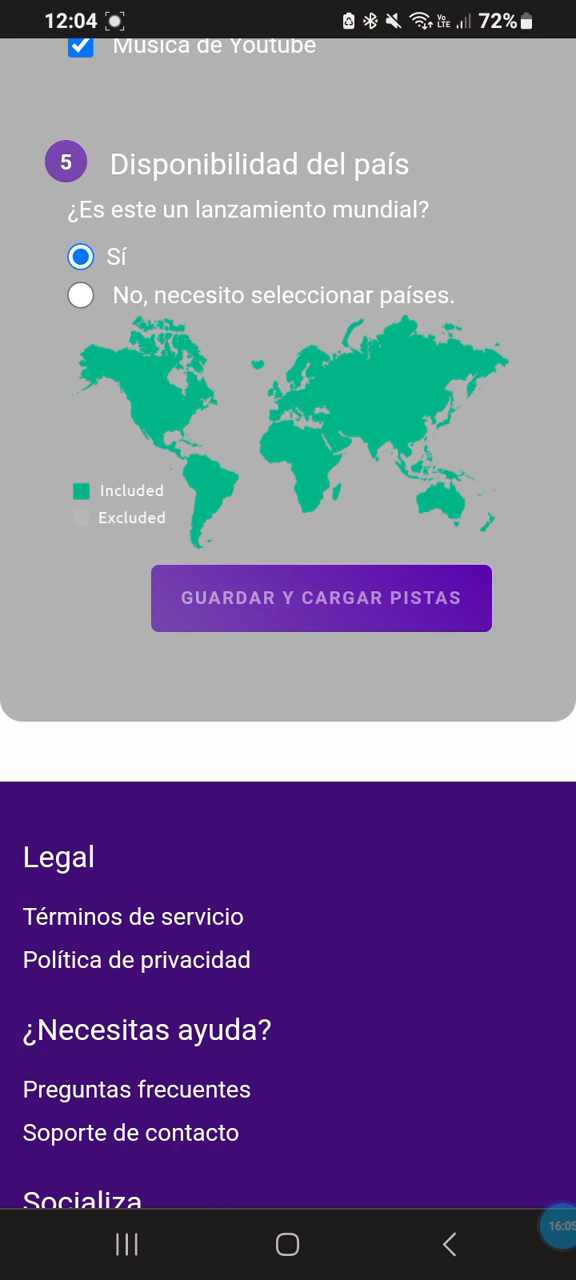 12:04
Vo
LTE
72%
Música de Youtube
5
Disponibilidad del país
¿Es este un lanzamiento mundial?
Sí
No, necesito seleccionar países.
Included
Excluded
GUARDAR Y CARGAR PISTAS
Legal
Términos de servicio
Política de privacidad
¿Necesitas ayuda?
Preguntas frecuentes
Soporte de contacto
Socializa
16:05